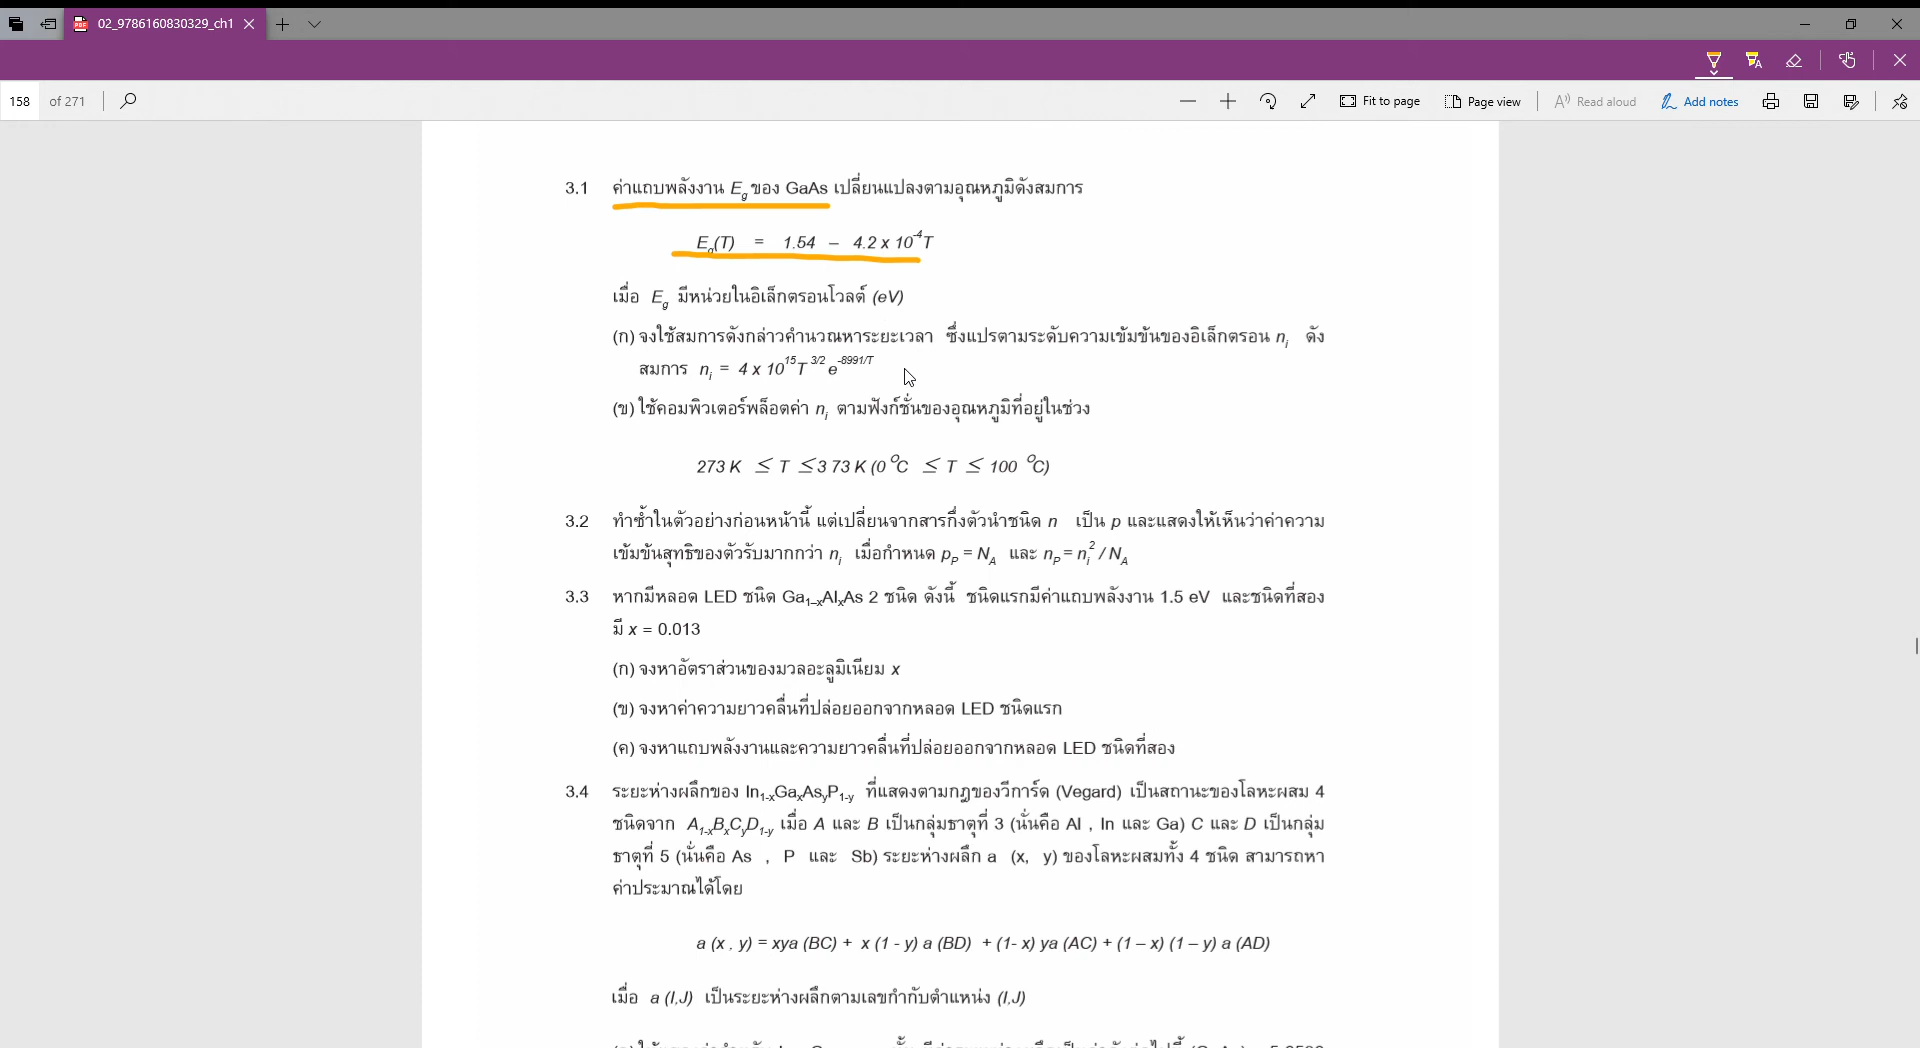 02_9786160830329_ch1
158 of 271
Fit to page
Page view
Read aloud
Add notes
3.1 ค่าแถบพลังงาน Eg ของ GaAs เปลี่ยนแปลงตามอุณหภูมิดังสมการ
Eg(T) = 1.54 – 4.2 x 10-4T
เมื่อ Eg มีหน่วยในอิเล็กตรอนโวลต์ (eV)
(ก) จงใช้สมการดังกล่าวคำนวณหาระยะเวลา ซึ่งแปรตามระดับความเข้มข้นของอิเล็กตรอน ni ดัง
สมการ ni = 4 x 1015T 3/2 e-8991/T
(ข) ใช้คอมพิวเตอร์พล็อตค่า ni ตามฟังก์ชั่นของอุณหภูมิที่อยู่ในช่วง
273 K ≤ T ≤3 73 K (0 OC ≤ T ≤ 100 OC)
3.2 ทำซ้ำในตัวอย่างก่อนหน้านี้ แต่เปลี่ยนจากสารกึ่งตัวนำชนิด n เป็น p และแสดงให้เห็นว่าค่าความ
เข้มข้นสุทธิของตัวรับมากกว่า ni เมื่อกำหนด pP = NA และ nP = ni2 / NA
3.3 หากมีหลอด LED ชนิด Ga1–xAlxAs 2 ชนิด ดังนี้ ชนิดแรกมีค่าแถบพลังงาน 1.5 eV และชนิดที่สอง
มี x = 0.013
(ก) จงหาอัตราส่วนของมวลอะลูมิเนียม x
(ข) จงหาค่าความยาวคลื่นที่ปล่อยออกจากหลอด LED ชนิดแรก
(ค) จงหาแถบพลังงานและความยาวคลื่นที่ปล่อยออกจากหลอด LED ชนิดที่สอง
3.4 ระยะห่างผลึกของ In1-xGaxAsyP1-y ที่แสดงตามกฎของวีการ์ด (Vegard) เป็นสถานะของโลหะผสม 4
ชนิดจาก A1-xBxCyD1-y เมื่อ A และ B เป็นกลุ่มธาตุที่ 3 (นั่นคือ Al , In และ Ga) C และ D เป็นกลุ่ม
ธาตุที่ 5 (นั่นคือ As , P และ Sb) ระยะห่างผลึก a (x, y) ของโลหะผสมทั้ง 4 ชนิด สามารถหา
ค่าประมาณได้โดย
a (x , y) = xya (BC) + x (1 - y) a (BD) + (1- x) ya (AC) + (1 – x) (1 – y) a (AD)
เมื่อ a (I,J) เป็นระยะห่างผลึกตามเลขกำกับตำแหน่ง (I,J)